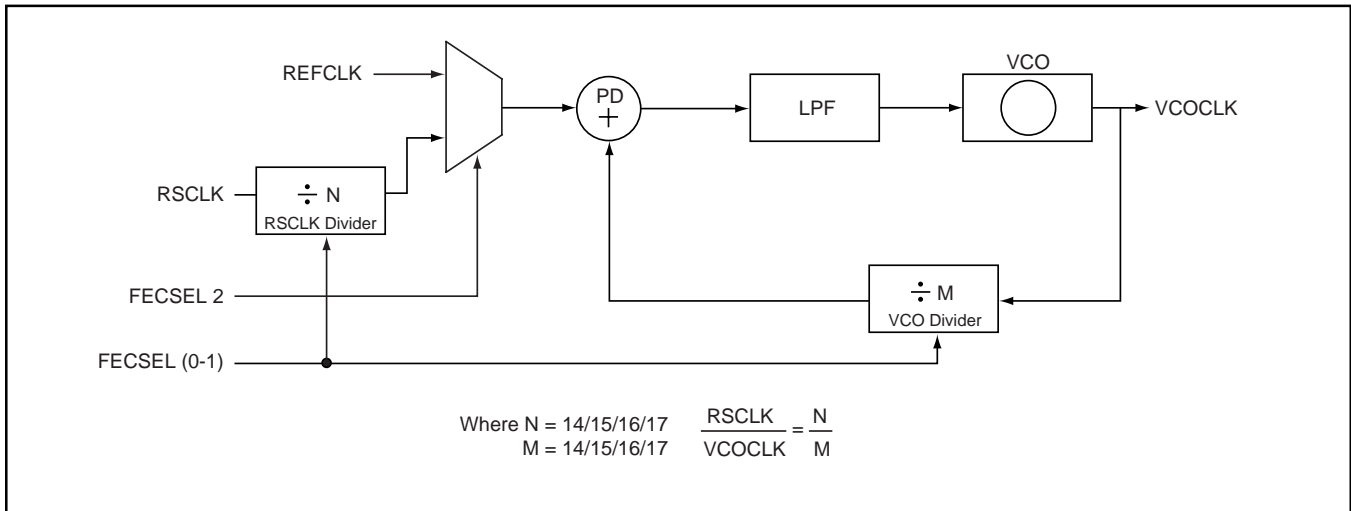 REFCLK
PD
+
LPF
VCO
VCOCLK
RSCLK
÷ N
RSCLK Divider
FECSEL 2
÷ M
VCO Divider
FECSEL (0-1)
Where N = 14/15/16/17
M = 14/15/16/17
RSCLK / VCOCLK = N / M